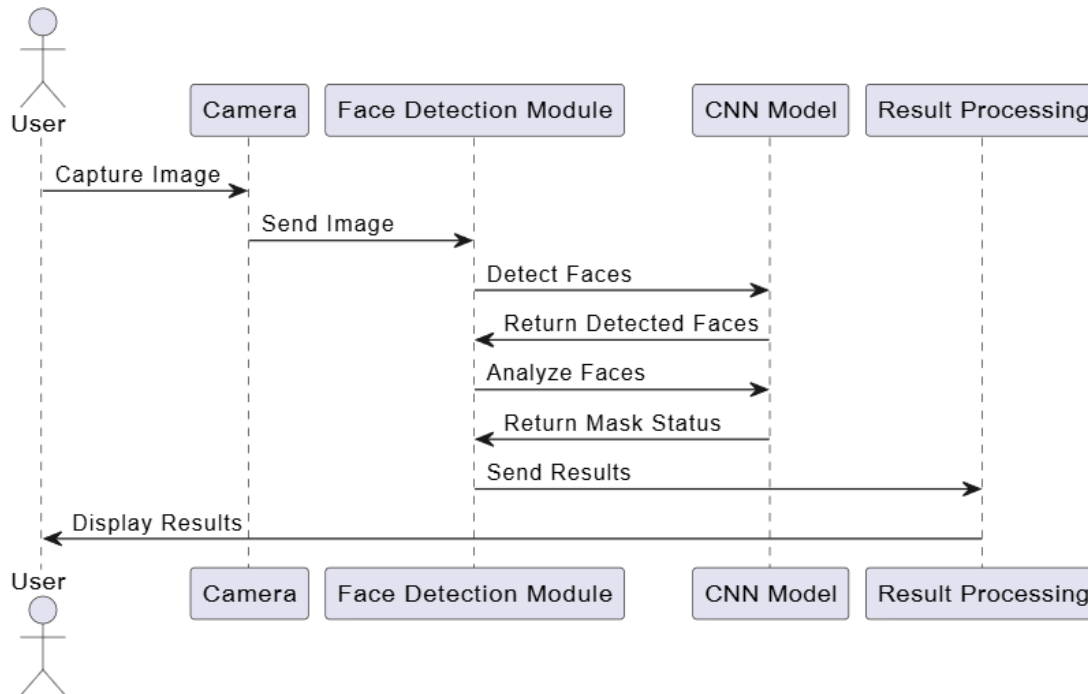 User
Camera
Face Detection Module
CNN Model
Result Processing
Capture Image
Send Image
Detect Faces
Return Detected Faces
Analyze Faces
Return Mask Status
Send Results
Display Results
User
Camera
Face Detection Module
CNN Model
Result Processing